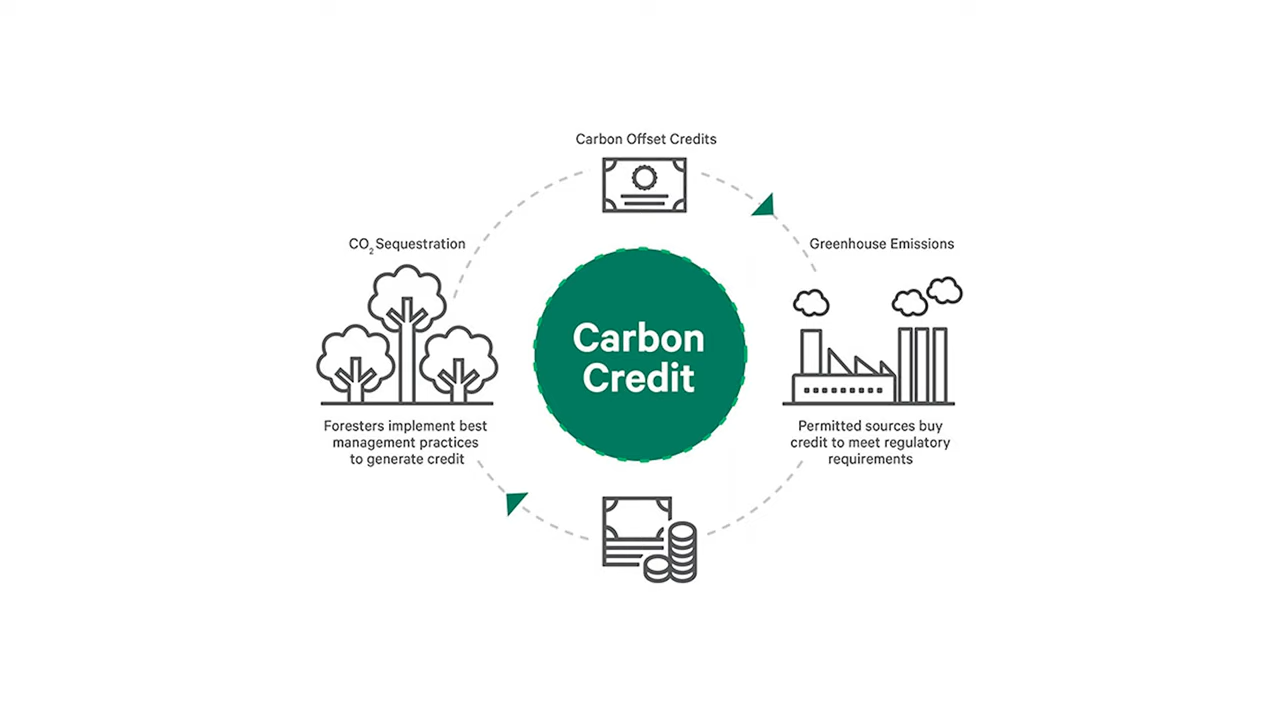 Carbon Offset Credits
CO₂ Sequestration
Greenhouse Emissions
Carbon
Credit
Foresters implement best
management practices
to generate credit
Permitted sources buy
credit to meet regulatory
requirements